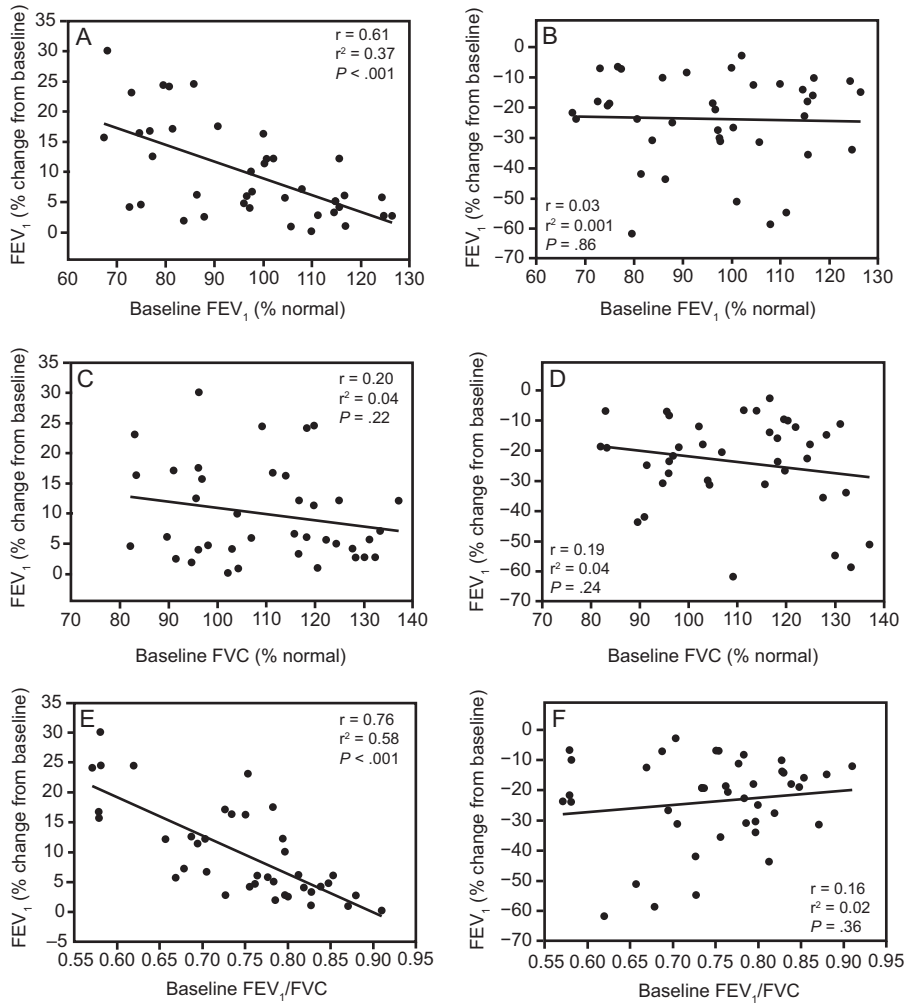 A
r = 0.61
r² = 0.37
P < .001
FEV₁ (% change from baseline)
35
30
25
20
15
10
5
0
60 70 80 90 100 110 120 130
Baseline FEV₁ (% normal)
B
r = 0.03
r² = 0.001
P = .86
FEV₁ (% change from baseline)
–0
–10
–20
–30
–40
–50
–60
–70
60 70 80 90 100 110 120 130
Baseline FEV₁ (% normal)
C
r = 0.20
r² = 0.04
P = .22
FEV₁ (% change from baseline)
35
30
25
20
15
10
5
0
70 80 90 100 110 120 130 140
Baseline FVC (% normal)
D
r = 0.19
r² = 0.04
P = .24
FEV₁ (% change from baseline)
–0
–10
–20
–30
–40
–50
–60
–70
70 80 90 100 110 120 130 140
Baseline FVC (% normal)
E
r = 0.76
r² = 0.58
P < .001
FEV₁ (% change from baseline)
35
30
25
20
15
10
5
0
–5
0.55 0.60 0.65 0.70 0.75 0.80 0.85 0.90 0.95
Baseline FEV₁/FVC
F
r = 0.16
r² = 0.02
P = .36
FEV₁ (% change from baseline)
–0
–10
–20
–30
–40
–50
–60
–70
0.55 0.60 0.65 0.70 0.75 0.80 0.85 0.90 0.95
Baseline FEV₁/FVC